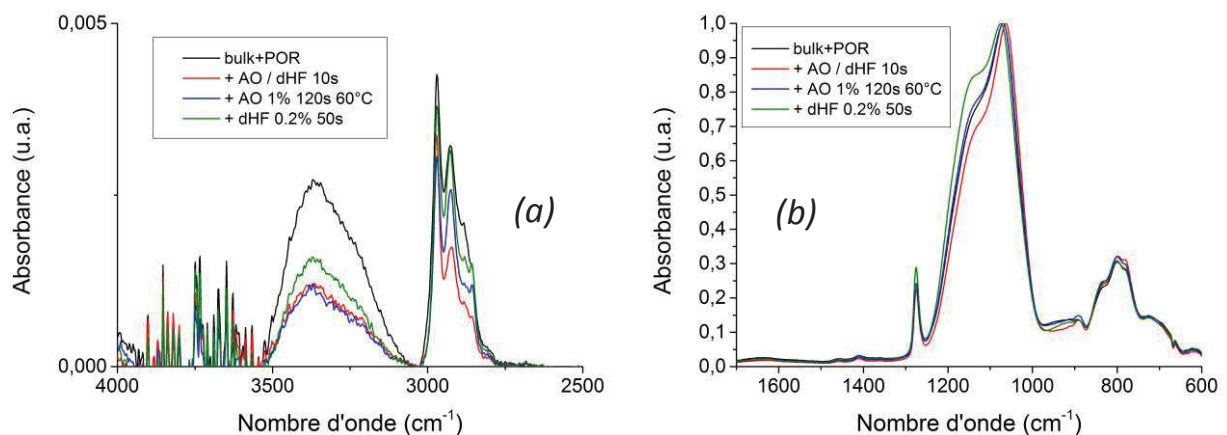 0,005
0,000
Absorbance (u.a.)
bulk+POR
+ AO / dHF 10s
+ AO 1% 120s 60°C
+ dHF 0.2% 50s
(a)
4000 3500 3000 2500
Nombre d'onde (cm-1)
1,0
0,9
0,8
0,7
0,6
0,5
0,4
0,3
0,2
0,1
0,0
Absorbance (u.a.)
bulk+POR
+ AO / dHF 10s
+ AO 1% 120s 60°C
+ dHF 0.2% 50s
(b)
1600 1400 1200 1000 800 600
Nombre d'onde (cm-1)